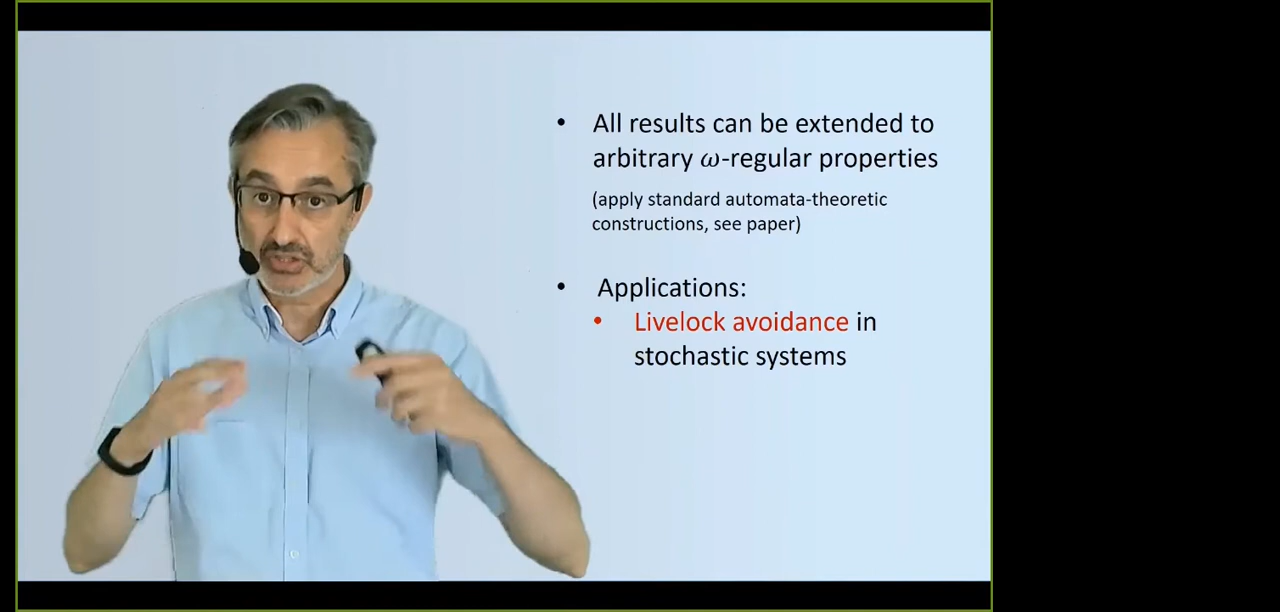 • All results can be extended to
arbitrary ω-regular properties
(apply standard automata-theoretic
constructions, see paper)
• Applications:
• Livelock avoidance in
stochastic systems